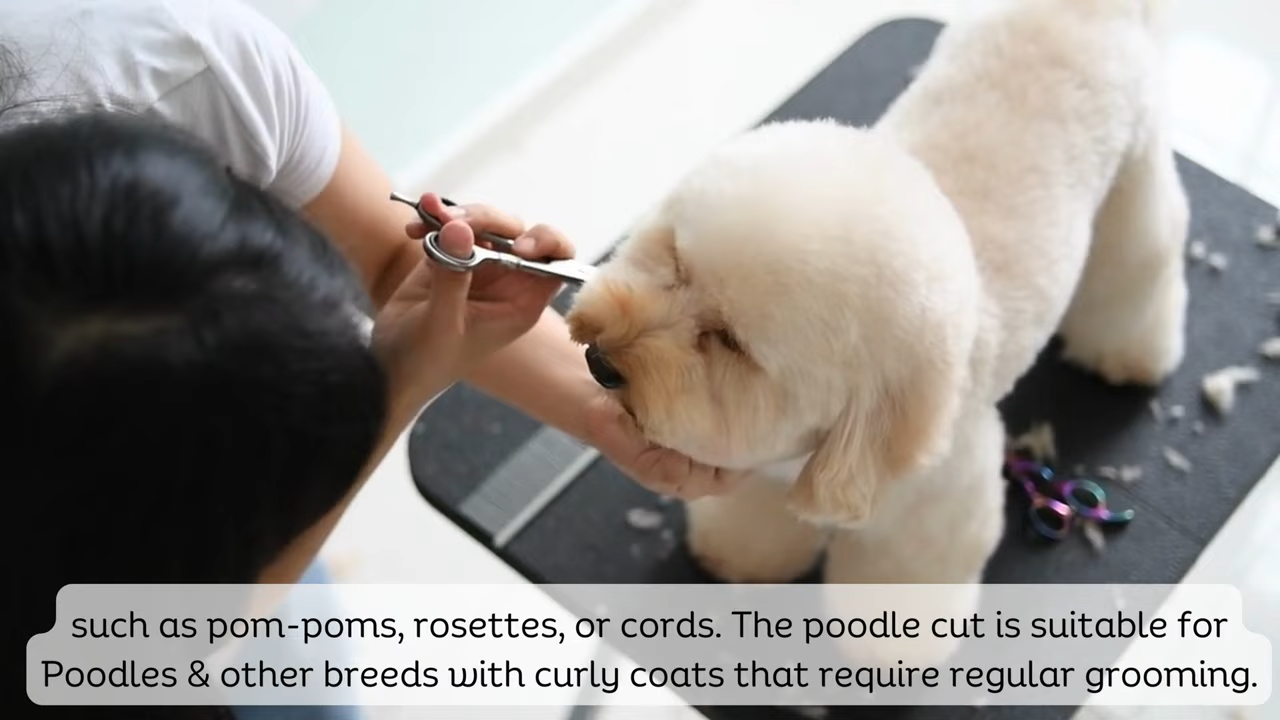 such as pom-poms, rosettes, or cords. The poodle cut is suitable for
Poodles & other breeds with curly coats that require regular grooming.